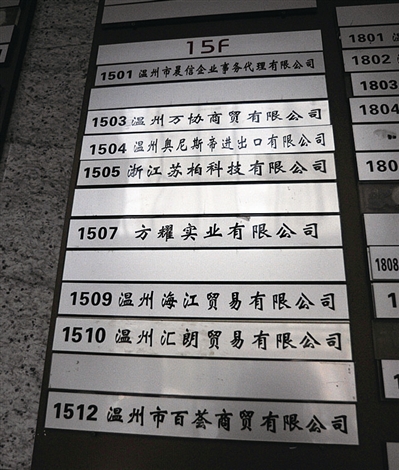 15F
1501 温州市晨信企业事务代理有限公司
1503 温州万协商贸有限公司
1504 温州奥尼斯帝进出口有限公司
1505 浙江苏柏科技有限公司
1507 方耀实业有限公司
1509 温州海江贸易有限公司
1510 温州汇朗贸易有限公司
1512 温州市百荟商贸有限公司
1801
1802
1803
1804
1808